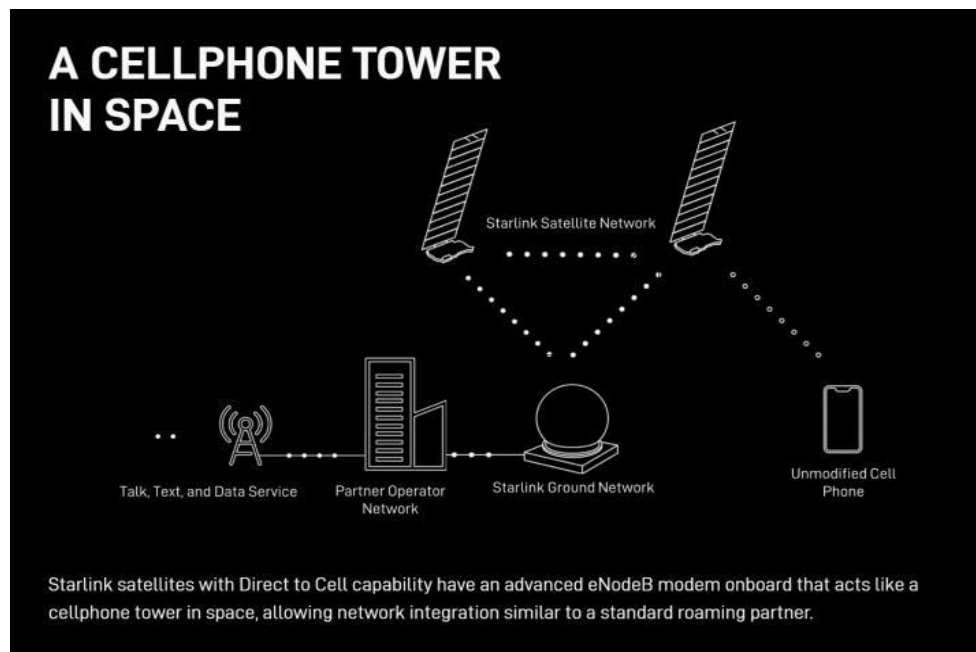 A CELLPHONE TOWER
IN SPACE
Starlink Satellite Network
Talk, Text, and Data Service
Partner Operator
Network
Starlink Ground Network
Unmodified Cell
Phone
Starlink satellites with Direct to Cell capability have an advanced eNodeB modem onboard that acts like a
cellphone tower in space, allowing network integration similar to a standard roaming partner.